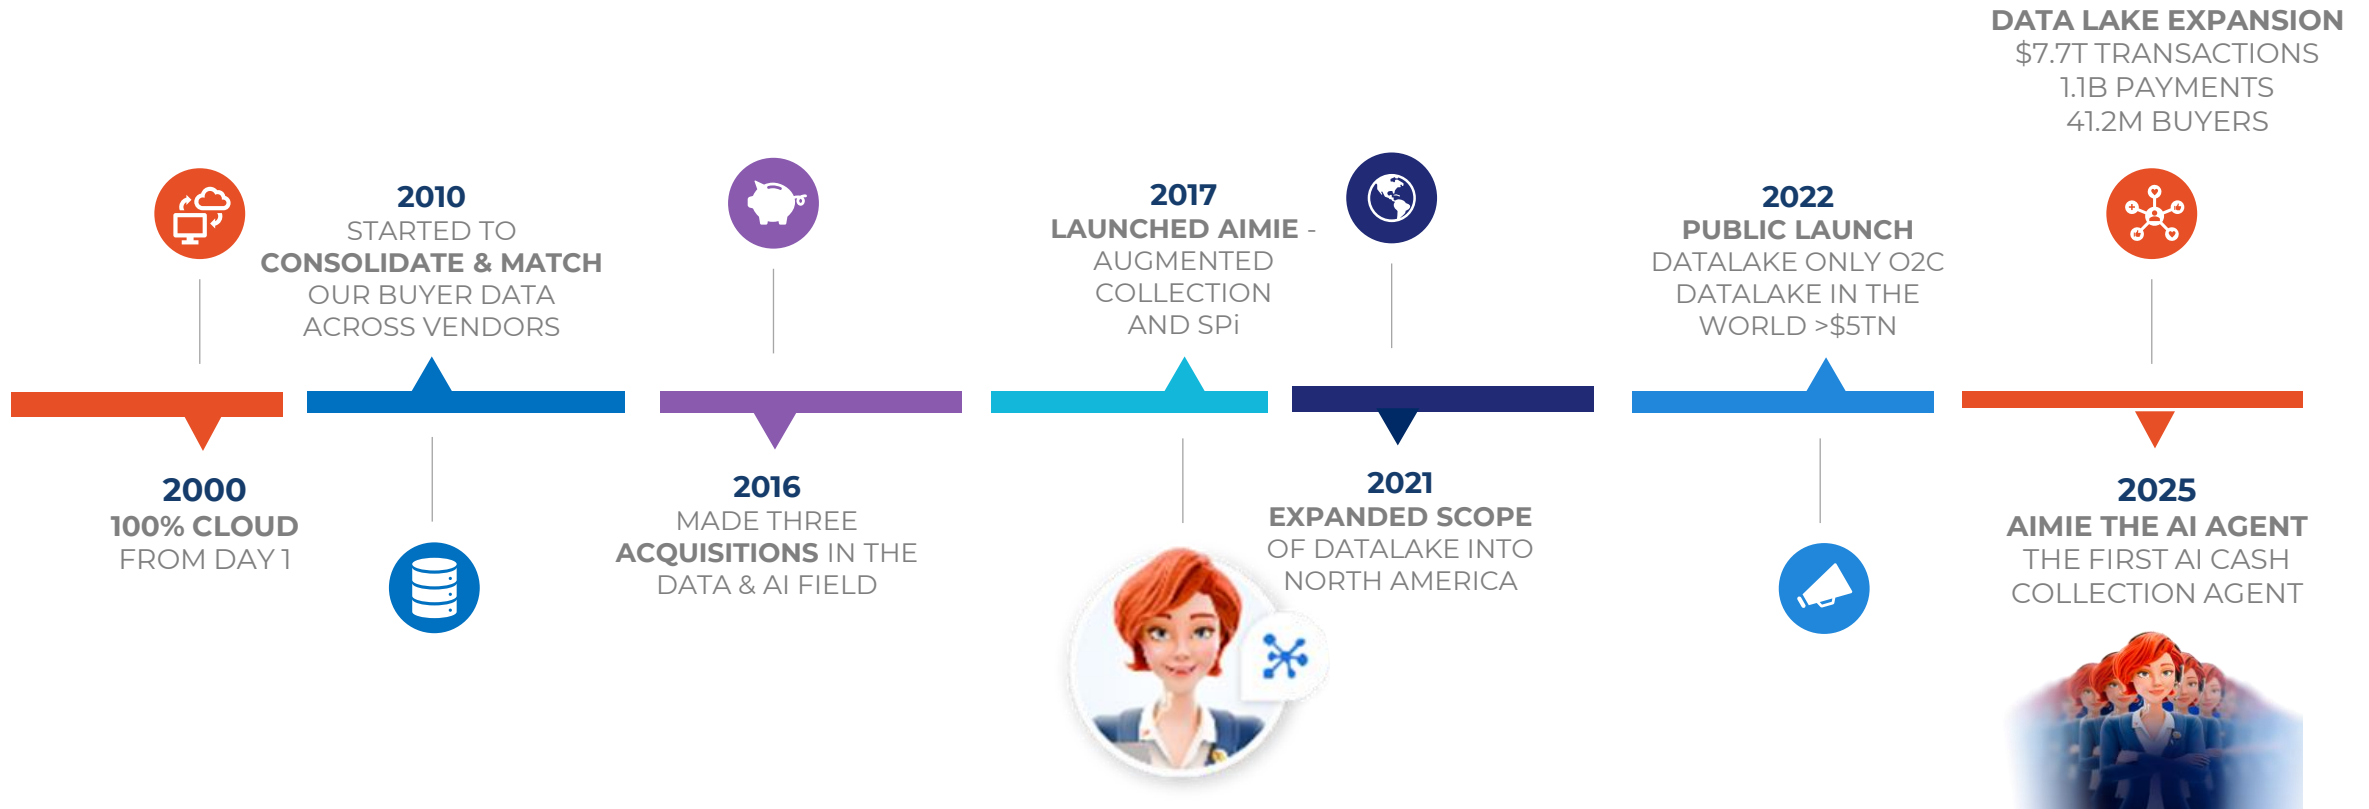 2000
100% CLOUD
FROM DAY 1
2010
STARTED TO
CONSOLIDATE & MATCH
OUR BUYER DATA
ACROSS VENDORS
2016
MADE THREE
ACQUISITIONS IN THE
DATA & AI FIELD
2017
LAUNCHED AIMIE -
AUGMENTED
COLLECTION
AND SPi
2021
EXPANDED SCOPE
OF DATALAKE INTO
NORTH AMERICA
2022
PUBLIC LAUNCH
DATALAKE ONLY O2C
DATALAKE IN THE
WORLD >$5TN
DATA LAKE EXPANSION
$7.7T TRANSACTIONS
1.1B PAYMENTS
41.2M BUYERS
2025
AIMIE THE AI AGENT
THE FIRST AI CASH
COLLECTION AGENT